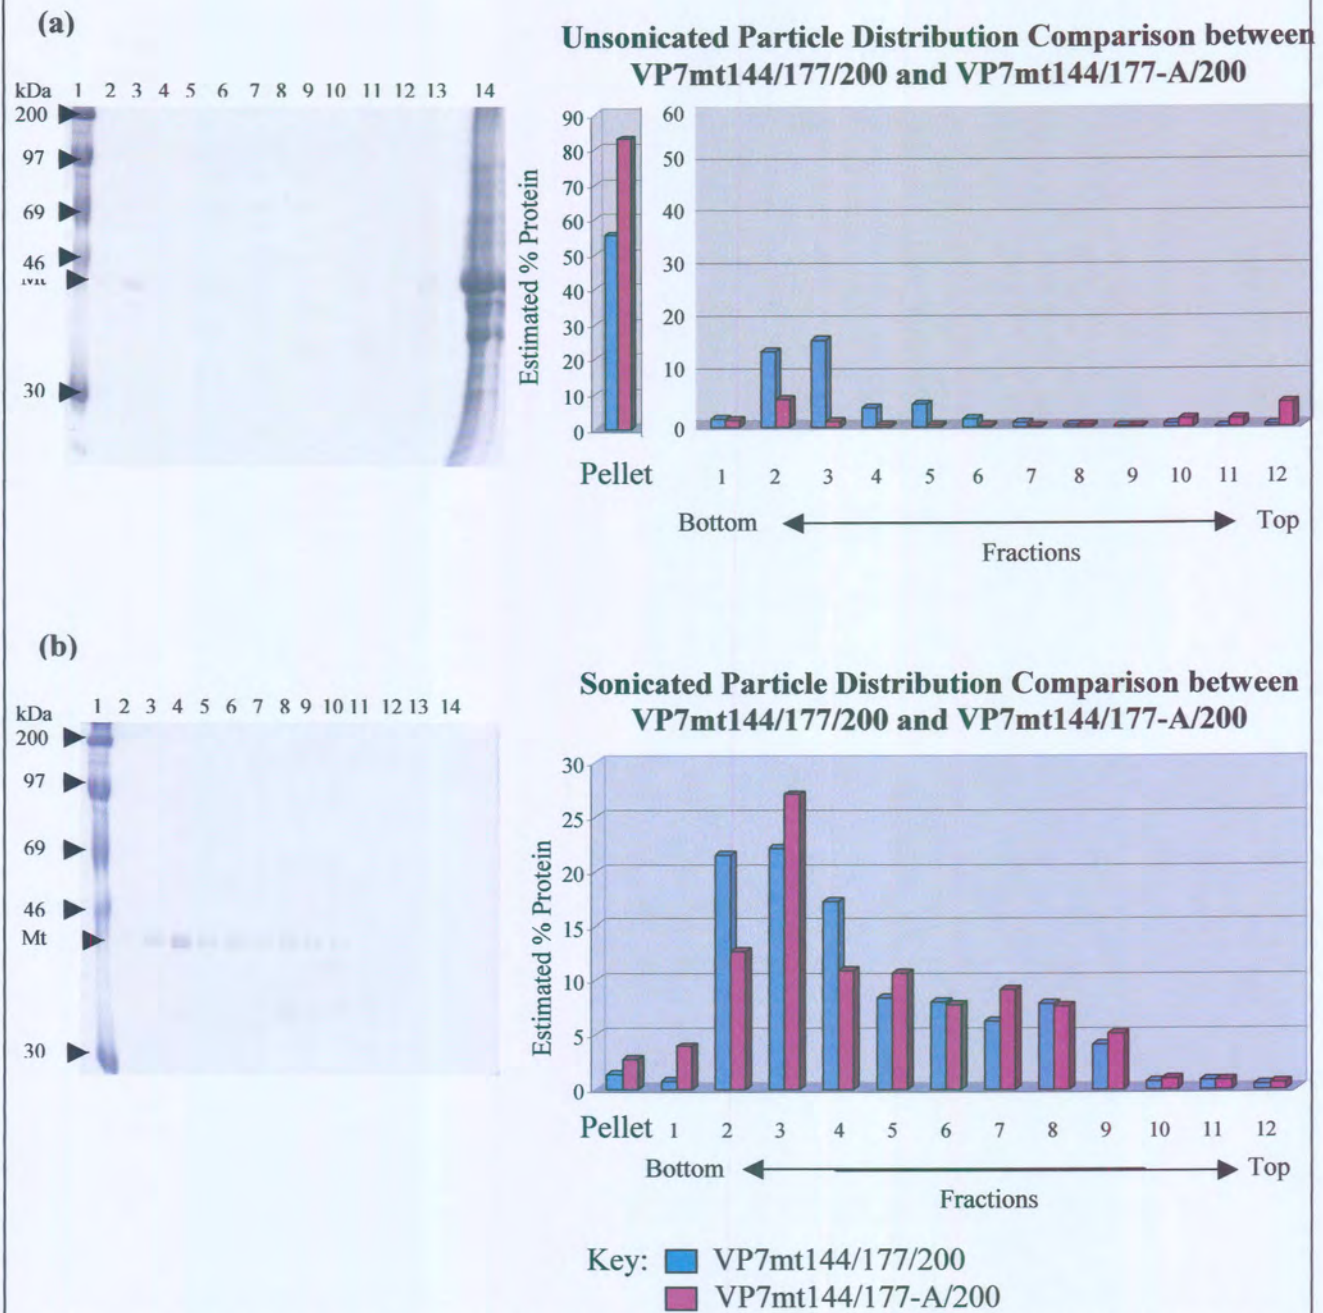 (a)
Unsonicated Particle Distribution Comparison between
VP7mt144/177/200 and VP7mt144/177-A/200
kDa 1 2 3 4 5 6 7 8 9 10 11 12 13 14
200
97
69
46
30
Estimated % Protein
90
80
70
60
50
40
30
20
10
0
60
50
40
30
20
10
0
Pellet 1 2 3 4 5 6 7 8 9 10 11 12
Bottom Top
Fractions
(b)
Sonicated Particle Distribution Comparison between
VP7mt144/177/200 and VP7mt144/177-A/200
kDa 1 2 3 4 5 6 7 8 9 10 11 12 13 14
200
97
69
46
Mt
30
Estimated % Protein
30
25
20
15
10
5
0
Pellet 1 2 3 4 5 6 7 8 9 10 11 12
Bottom Top
Fractions
Key: VP7mt144/177/200
VP7mt144/177-A/200